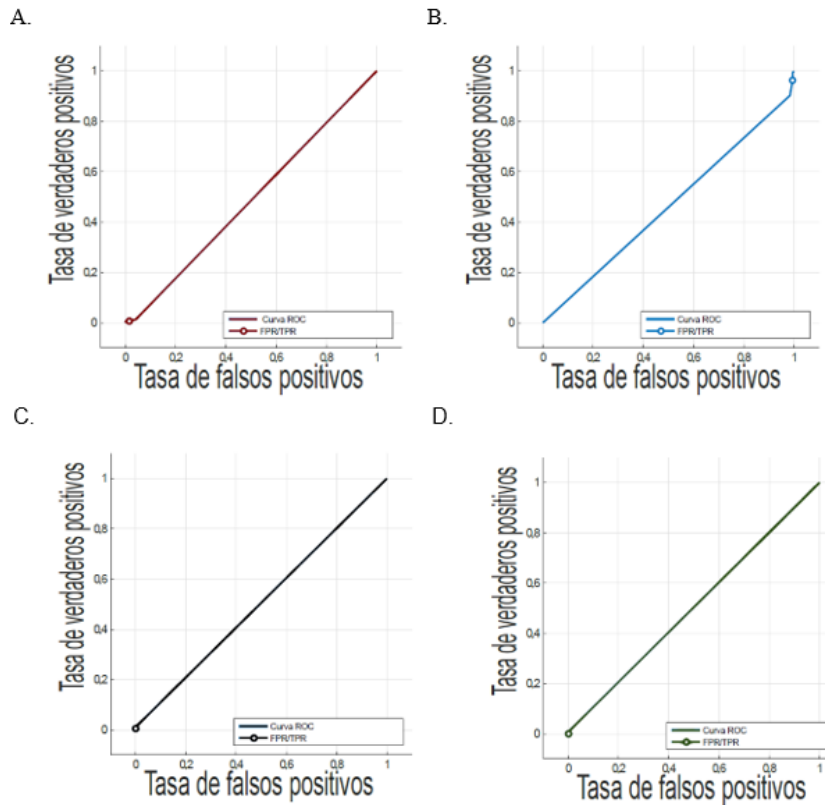 A.
Tasa de verdaderos positivos
1
0,8
0,6
0,4
0,2
0
0 0,2 0,4 0,6 0,8 1
Curva ROC
FPR/TPR
Tasa de falsos positivos
B.
Tasa de verdaderos positivos
1
0,8
0,6
0,4
0,2
0
0 0,2 0,4 0,6 0,8 1
Curva ROC
FPR/TPR
Tasa de falsos positivos
C.
Tasa de verdaderos positivos
1
0,8
0,6
0,4
0,2
0
0 0,2 0,4 0,6 0,8 1
Curva ROC
FPR/TPR
Tasa de falsos positivos
D.
Tasa de verdaderos positivos
1
0,8
0,6
0,4
0,2
0
0 0,2 0,4 0,6 0,8 1
Curva ROC
FPR/TPR
Tasa de falsos positivos